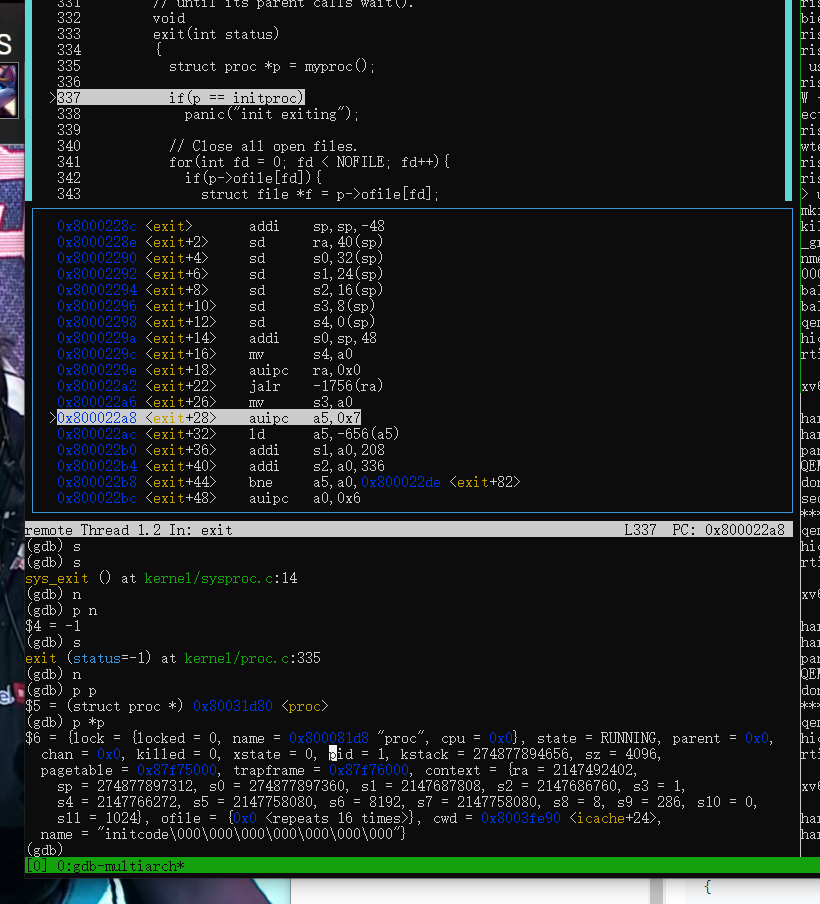 331 // until its parent calls wait().
332 void
333 exit(int status)
334 {
335 struct proc *p = myproc();
336
>337 if(p == initproc)
338 panic("init exiting");
339
340 // Close all open files.
341 for(int fd = 0; fd < NOFILE; fd++){
342 if(p->ofile[fd]){
343 struct file *f = p->ofile[fd];
0x8000228c <exit> addi sp,sp,-48
0x8000228e <exit+2> sd ra,40(sp)
0x80002290 <exit+4> sd s0,32(sp)
0x80002292 <exit+6> sd s1,24(sp)
0x80002294 <exit+8> sd s2,16(sp)
0x80002296 <exit+10> sd s3,8(sp)
0x80002298 <exit+12> sd s4,0(sp)
0x8000229a <exit+14> addi s0,sp,48
0x8000229c <exit+16> mv s4,a0
0x8000229e <exit+18> auipc ra,0x0
0x800022a2 <exit+22> jalr -1756(ra)
0x800022a6 <exit+26> mv s3,a0
>0x800022a8 <exit+28> auipc a5,0x7
0x800022ac <exit+32> ld a5,-656(a5)
0x800022b0 <exit+36> addi s1,a0,208
0x800022b4 <exit+40> addi s2,a0,336
0x800022b8 <exit+44> bne a5,a0,0x800022de <exit+82>
0x800022bc <exit+48> auipc a0,0x6
remote Thread 1.2 In: exit L337 PC: 0x800022a8
(gdb) s
(gdb) s
sys_exit () at kernel/sysproc.c:14
(gdb) n
(gdb) p n
$4 = -1
(gdb) s
exit (status=-1) at kernel/proc.c:335
(gdb) n
(gdb) p p
$5 = (struct proc *) 0x80031d80 <proc>
(gdb) p *p
$6 = {lock = {locked = 0, name = 0x800081d8 "proc", cpu = 0x0}, state = RUNNING, parent = 0x0,
chan = 0x0, killed = 0, xstate = 0, pid = 1, kstack = 274877894656, sz = 4096,
pagetable = 0x87f75000, trapframe = 0x87f76000, context = {ra = 2147492402,
sp = 274877897312, s0 = 274877897360, s1 = 2147687808, s2 = 2147686760, s3 = 1,
s4 = 2147766272, s5 = 2147758080, s6 = 8192, s7 = 2147758080, s8 = 8, s9 = 286, s10 = 0,
s11 = 1024}, ofile = {0x0 <repeats 16 times>}, cwd = 0x8003fe90 <icache+24>,
name = "initcode\000\000\000\000\000\000\000"}
(gdb)
[0] 0:gdb-multiarch*
{